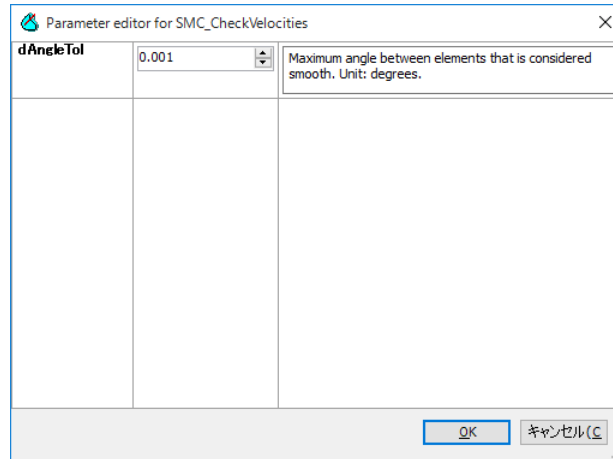 Parameter editor for SMC_CheckVelocities
dAngleTol
0.001
Maximum angle between elements that is considered
smooth. Unit: degrees.
OK
キャンセル(C